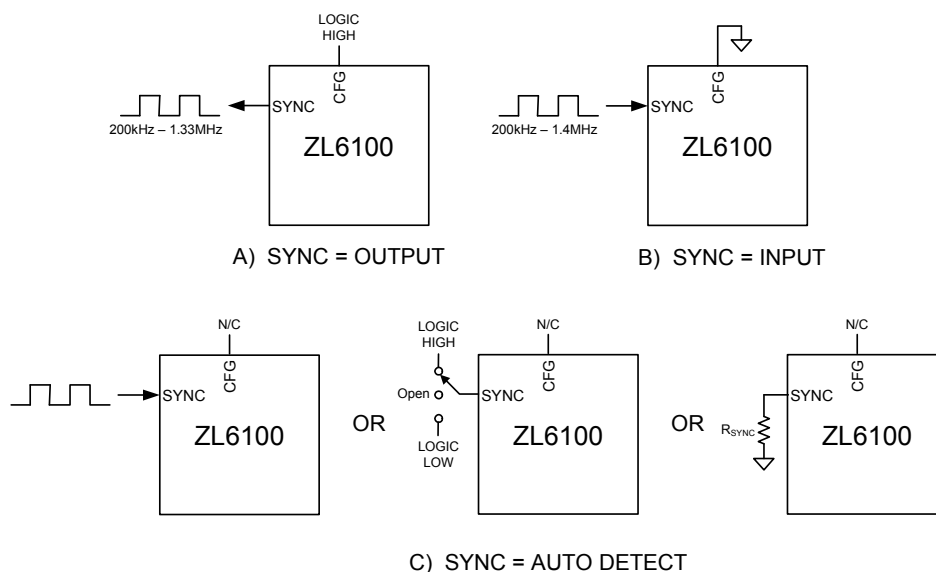 LOGIC
HIGH
CFG
SYNC
200kHz – 1.33MHz
ZL6100
A) SYNC = OUTPUT
CFG
SYNC
200kHz – 1.4MHz
ZL6100
B) SYNC = INPUT
N/C
CFG
SYNC
ZL6100
OR
LOGIC
HIGH
Open
LOGIC
LOW
N/C
CFG
SYNC
ZL6100
OR
RSYNC
N/C
CFG
SYNC
ZL6100
C) SYNC = AUTO DETECT